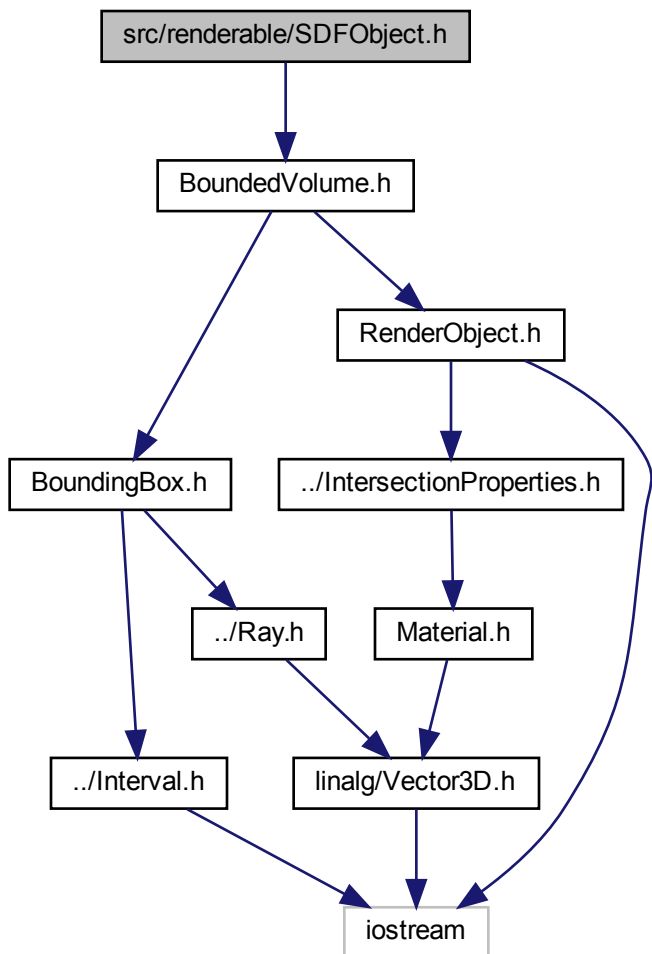 src/renderable/SDFObject.h
BoundedVolume.h
RenderObject.h
BoundingBox.h
../IntersectionProperties.h
../Ray.h
Material.h
../Interval.h
linalg/Vector3D.h
iostream